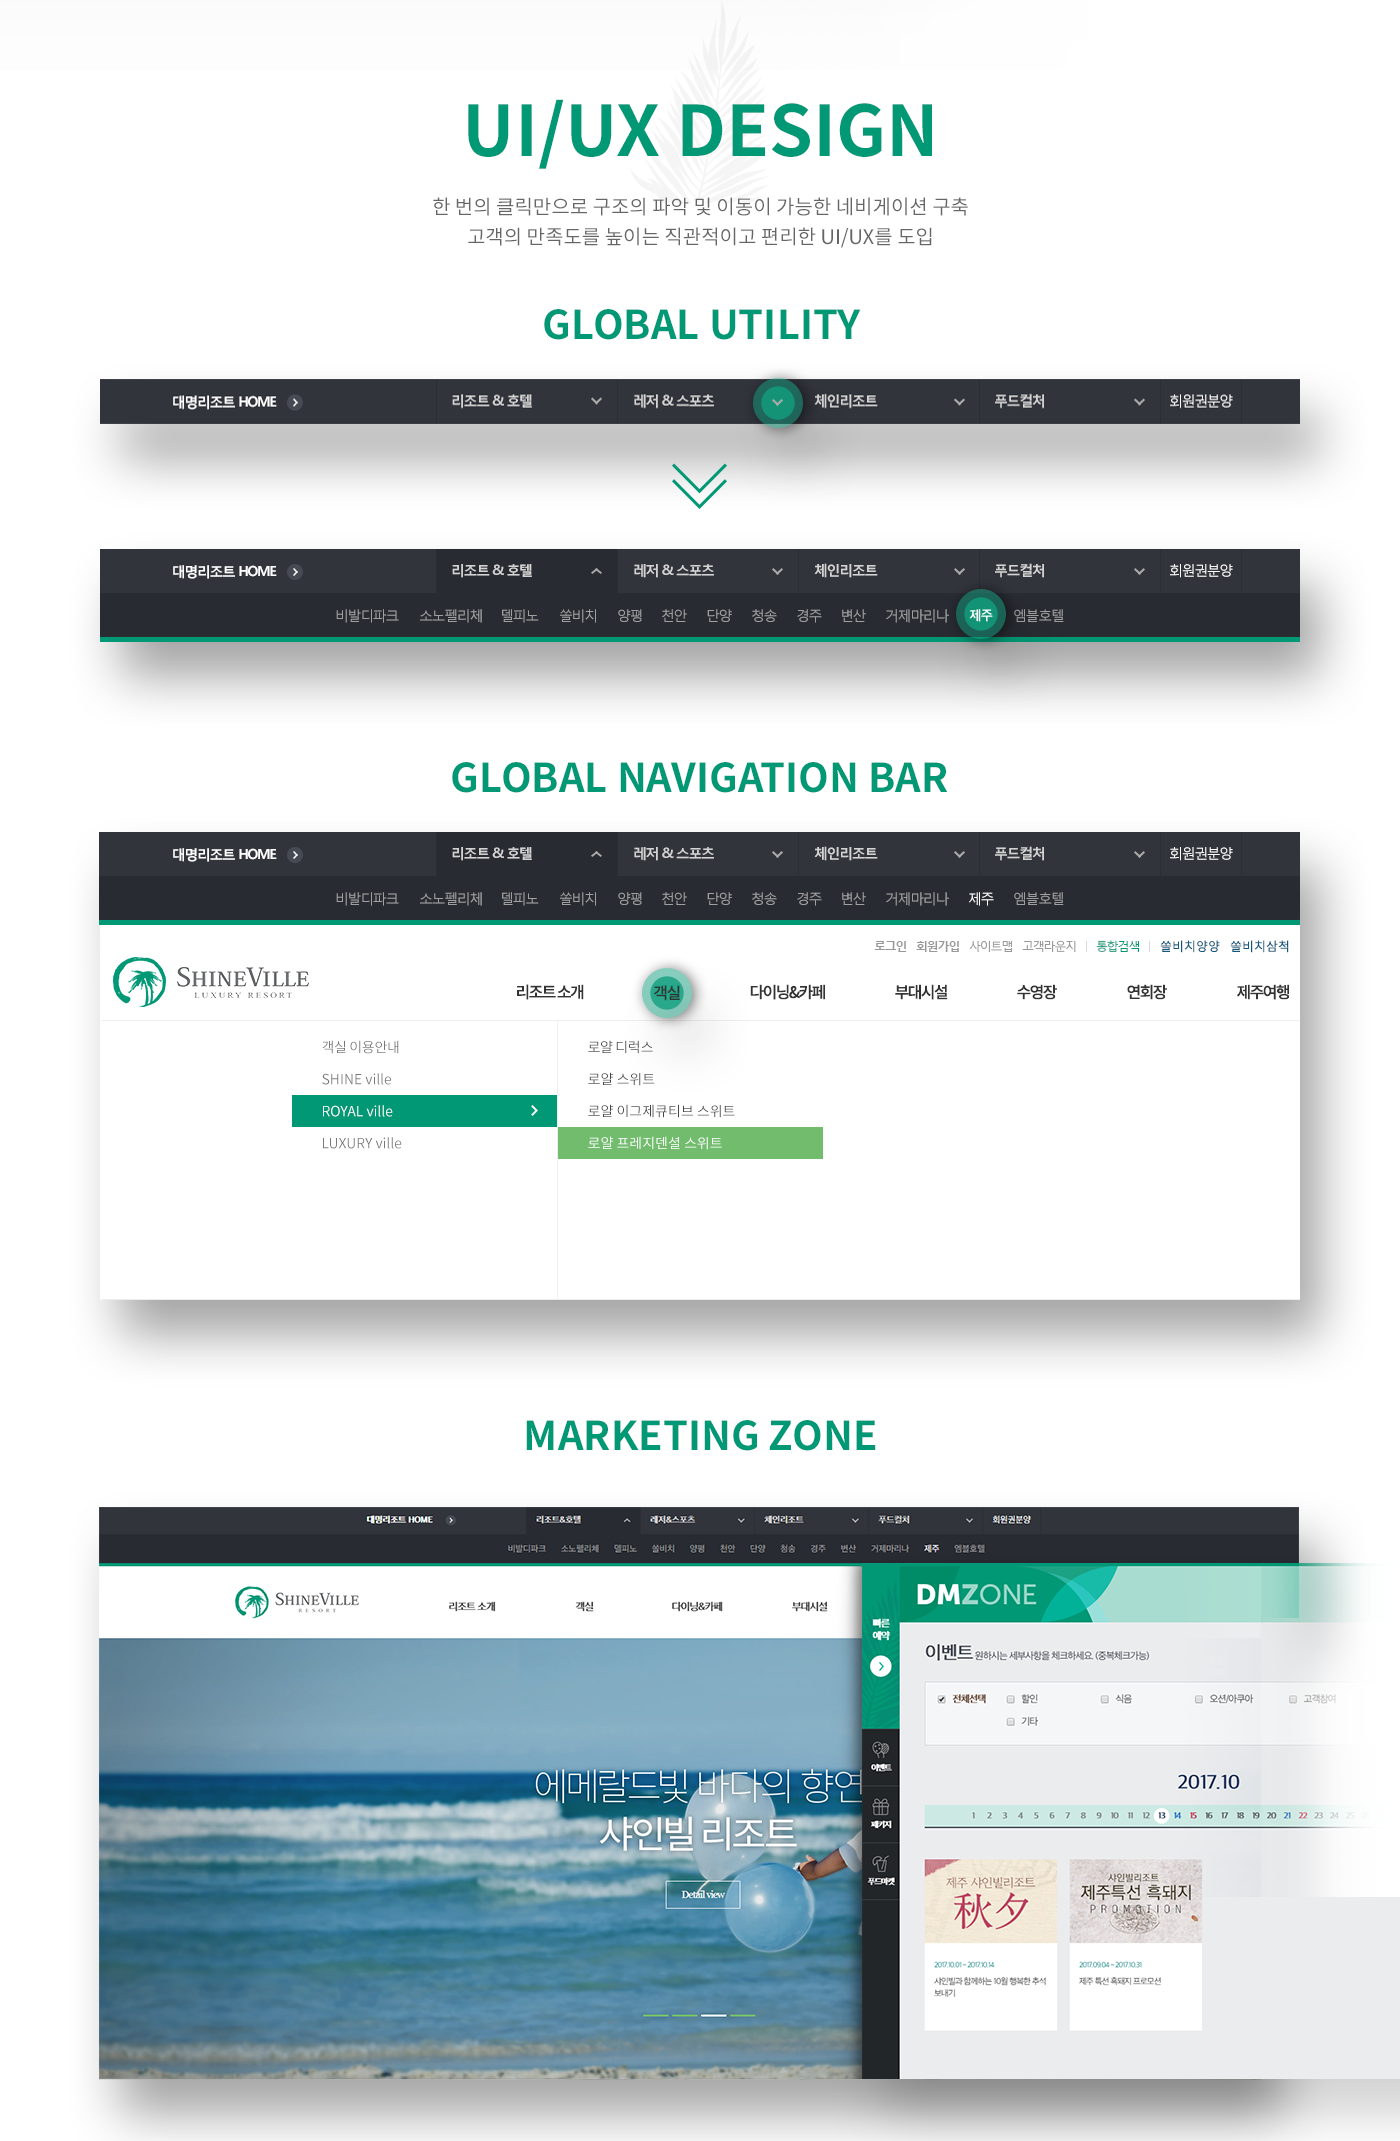 UI/UX DESIGN
한 번의 클릭만으로 구조의 파악 및 이동이 가능한 네비게이션 구축
고객의 만족도를 높이는 직관적이고 편리한 UI/UX를 도입
GLOBAL UTILITY
대명리조트 HOME 리조트 & 호텔 레저 & 스포츠 체인리조트 푸드컬처 회원권분양
대명리조트 HOME 리조트 & 호텔 레저 & 스포츠 체인리조트 푸드컬처 회원권분양
비발디파크 소노펠리체 델피노 쏠비치 양평 천안 단양 청송 경주 변산 거제마리나 제주 엠블호텔
GLOBAL NAVIGATION BAR
대명리조트 HOME 리조트 & 호텔 레저 & 스포츠 체인리조트 푸드컬처 회원권분양
비발디파크 소노펠리체 델피노 쏠비치 양평 천안 단양 청송 경주 변산 거제마리나 제주 엠블호텔
로그인 회원가입 사이트맵 고객라운지 통합검색 쏠비치양양 쏠비치삼척
SHINEVILLE
LUXURY RESORT
리조트 소개 객실 다이닝&카페 부대시설 수영장 연회장 제주여행
객실 이용안내 로얄 디럭스
SHINE ville 로얄 스위트
ROYAL ville 로얄 이그제큐티브 스위트
LUXURY ville 로얄 프레지덴셜 스위트
MARKETING ZONE
대명리조트 HOME 리조트&호텔 레저&스포츠 체인리조트 푸드컬처 회원권분양
비발디파크 소노펠리체 델피노 쏠비치 양평 천안 단양 청송 경주 변산 거제마리나 제주 엠블호텔
SHINEVILLE
RESORT
리조트 소개 객실 다이닝&카페 부대시설
에메랄드빛 바다의 향연
샤인빌 리조트
Detail view
빠른
예약
이벤트
패키지
푸드마켓
DMZONE
이벤트 원하시는 세부사항을 체크하세요. (중복체크가능)
전체선택 할인 식음 오션/아쿠아 고객참여
기타
2017.10
1 2 3 4 5 6 7 8 9 10 11 12 13 14 15 16 17 18 19 20 21 22 23 24 25
제주 샤인빌리조트
秋夕
2017.10.01 ~ 2017.10.14
샤인빌과 함께하는 10월 행복한 추석
보내기
샤인빌리조트
제주특선 흑돼지
PROMOTION
2017.09.04 ~ 2017.10.31
제주 특선 흑돼지 프로모션